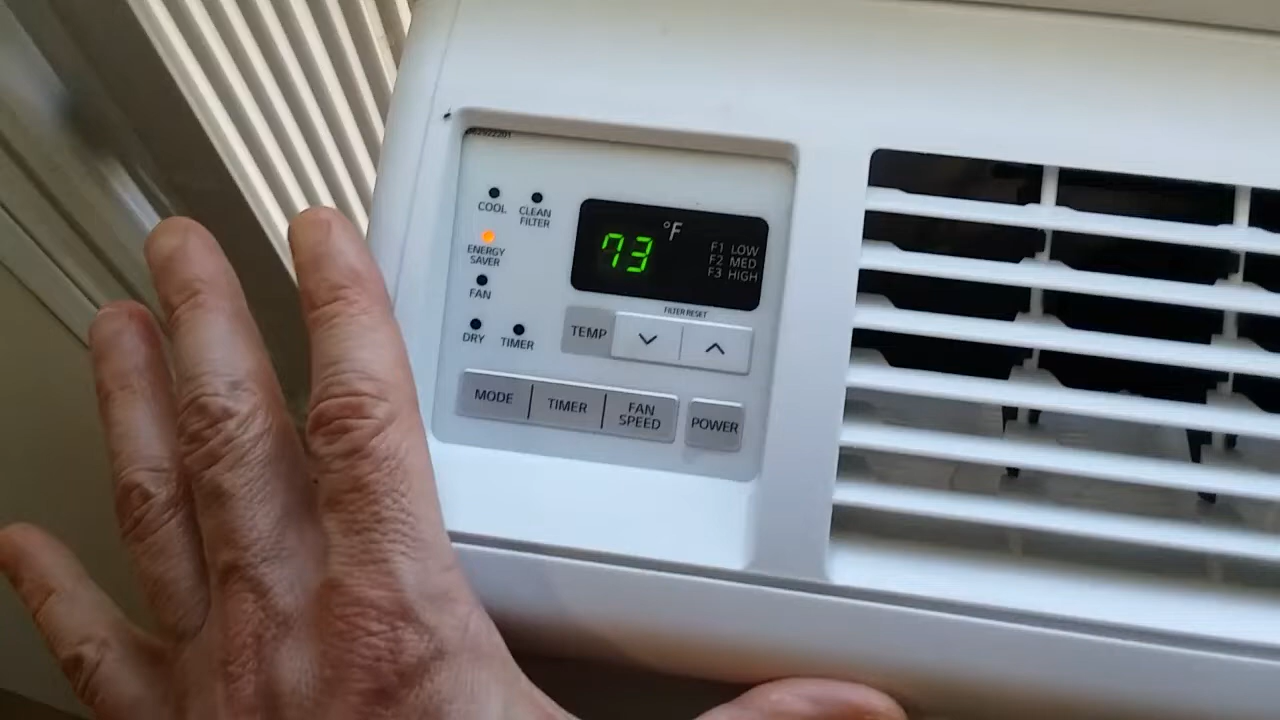 COOL
CLEAN
FILTER
ENERGY
SAVER
FAN
DRY
TIMER
73 °F
F1 LOW
F2 MED
F3 HIGH
FILTER RESET
TEMP
MODE
TIMER
FAN
SPEED
POWER